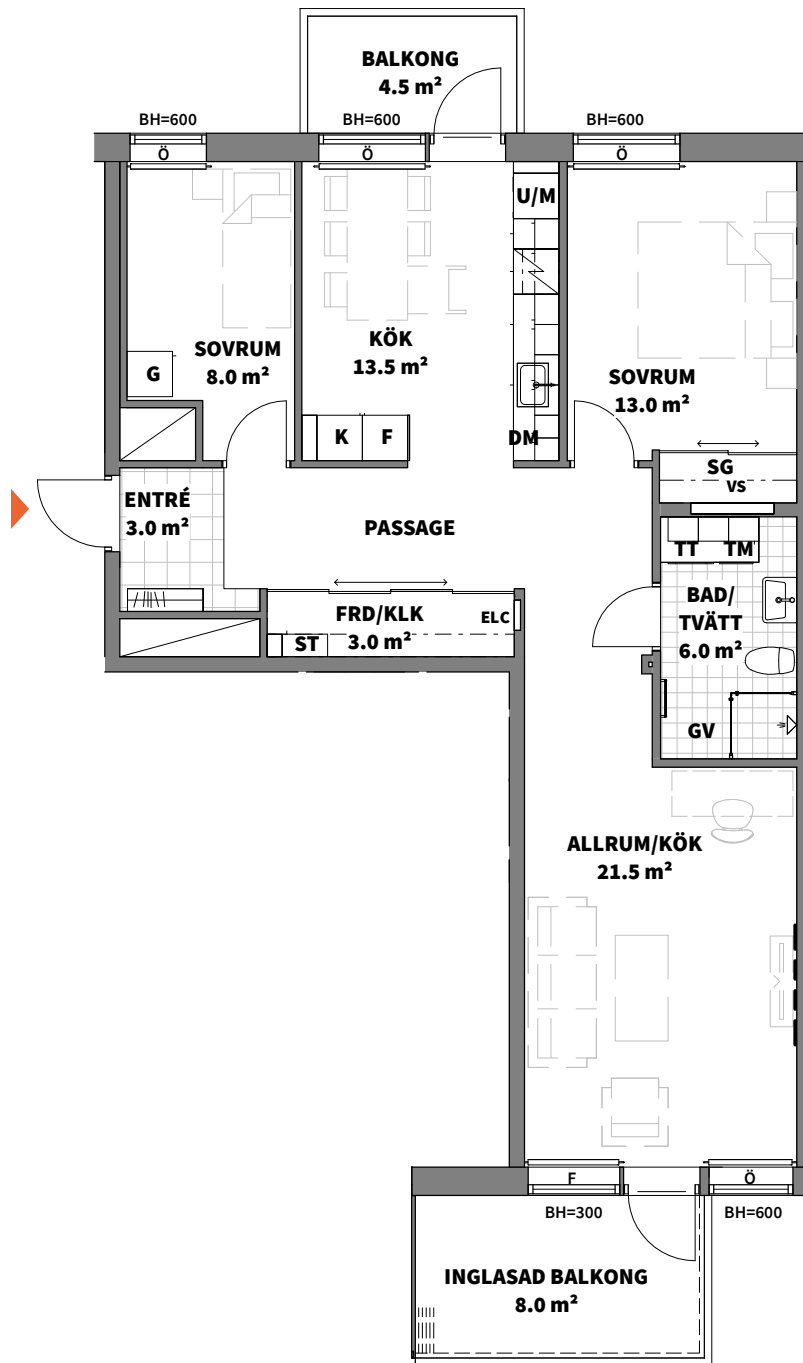 BALKONG
4.5 m²
BH=600
BH=600
BH=600
Ö
Ö
Ö
U/M
KÖK
13.5 m²
SOVRUM
8.0 m²
G
SOVRUM
13.0 m²
K
F
DM
SG
VS
ENTRÉ
3.0 m²
PASSAGE
TT
TM
BAD/
TVÄTT
6.0 m²
FRD/KLK
3.0 m²
ELC
ST
GV
ALLRUM/KÖK
21.5 m²
F
Ö
BH=300
BH=600
INGLASAD BALKONG
8.0 m²